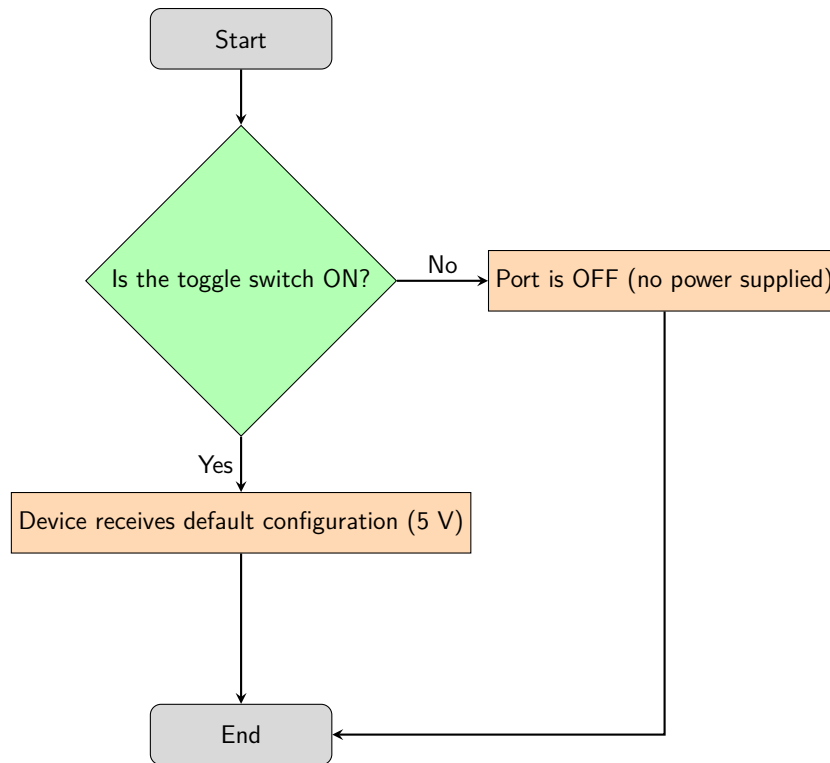 Start
Is the toggle switch ON?
No
Port is OFF (no power supplied)
Yes
Device receives default configuration (5 V)
End